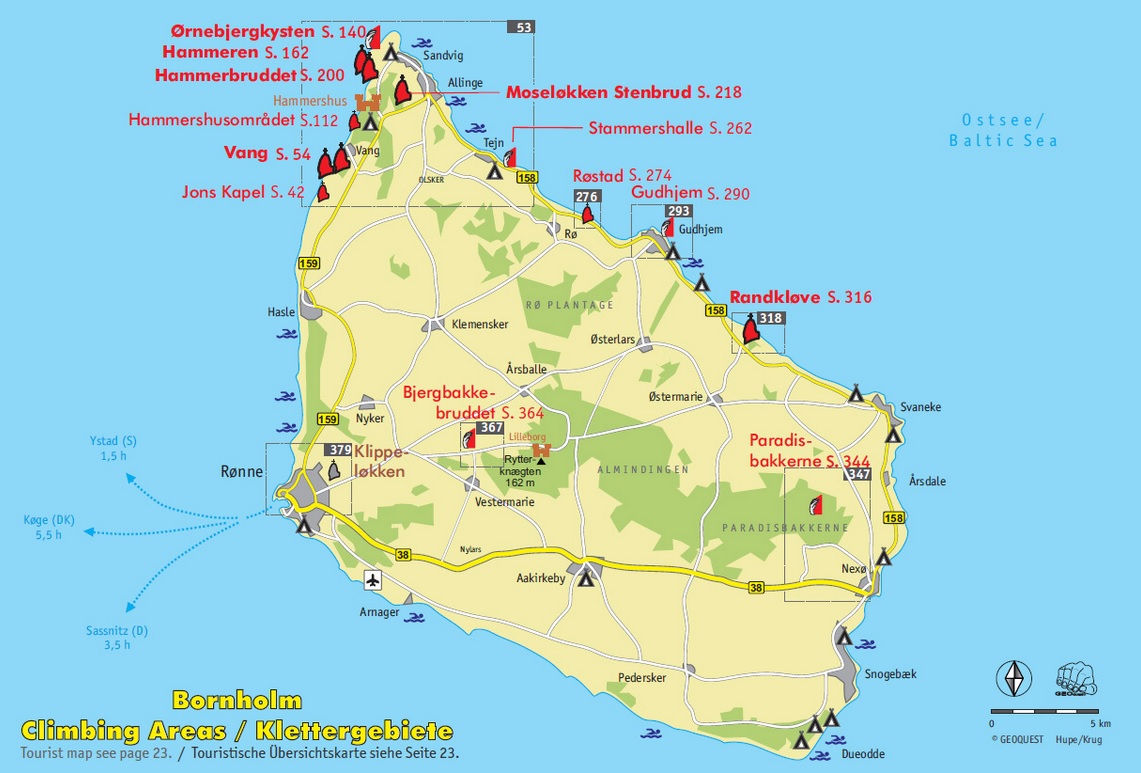 Ørnebjergkysten S. 140
53
Hammeren S. 162
Sandvig
Hammerbruddet S. 200
Allinge
Hammershus
Moseløkken Stenbrud S. 218
Hammershusområdet S.112
Stammershalle S. 262
Ostsee/
Baltic Sea
Vang S. 54
Vang
Tejn
Jons Kapel S. 42
OLSKER
158
Røstad S. 274
276
Gudhjem S. 290
293
Rø
Gudhjem
159
Hasle
Klemensker
RØ PLANTAGE
158
Randkløve S. 316
318
Østerlars
Årsballe
Bjergbakke-
bruddet S. 364
Østermarie
Svaneke
Nyker
159
367
Lilleborg
Rytter-
knægten
162 m
Paradis-
bakkerne S. 344
347
Ystad (S)
1,5 h
379
Klippe-
løkken
Rønne
ALMINDINGEN
Årsdale
Vestermarie
Køge (DK)
5,5 h
PARADISBAKKERNE
158
38
Nylars
Aakirkeby
38
Nexø
Arnager
Sassnitz (D)
3,5 h
Pedersker
Snogebæk
Dueodde
Bornholm
Climbing Areas / Klettergebiete
Tourist map see page 23. / Touristische Übersichtskarte siehe Seite 23.
GEO
0 5 km
© GEOQUEST Hupe/Krug